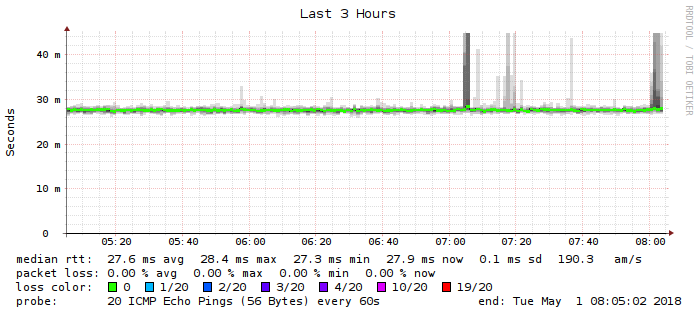 Last 3 Hours
RRDTOOL / TOBI OETIKER
Seconds
40 m
30 m
20 m
10 m
0
05:20 05:40 06:00 06:20 06:40 07:00 07:20 07:40 08:00
median rtt: 27.6 ms avg 28.4 ms max 27.3 ms min 27.9 ms now 0.1 ms sd 190.3 am/s
packet loss: 0.00 % avg 0.00 % max 0.00 % min 0.00 % now
loss color: 0 1/20 2/20 3/20 4/20 10/20 19/20
probe: 20 ICMP Echo Pings (56 Bytes) every 60s end: Tue May 1 08:05:02 2018